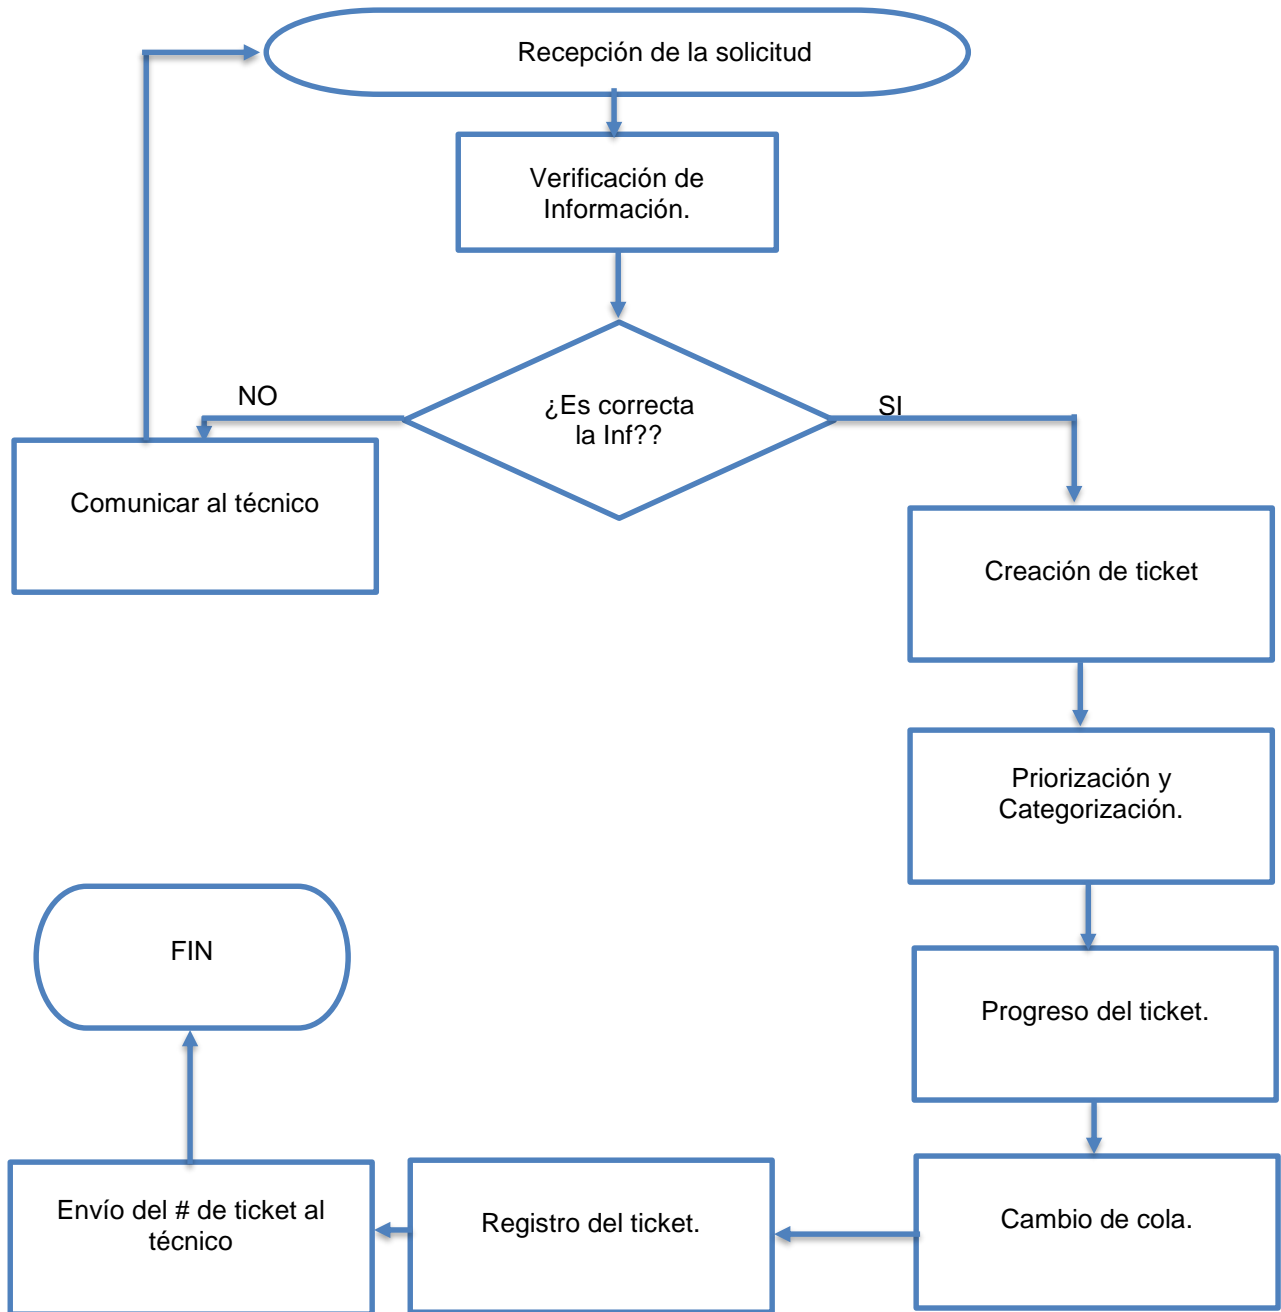 Recepción de la solicitud
Verificación de
Información.
NO
¿Es correcta
la Inf??
SI
Comunicar al técnico
Creación de ticket
Priorización y
Categorización.
FIN
Progreso del ticket.
Envío del # de ticket al
técnico
Registro del ticket.
Cambio de cola.